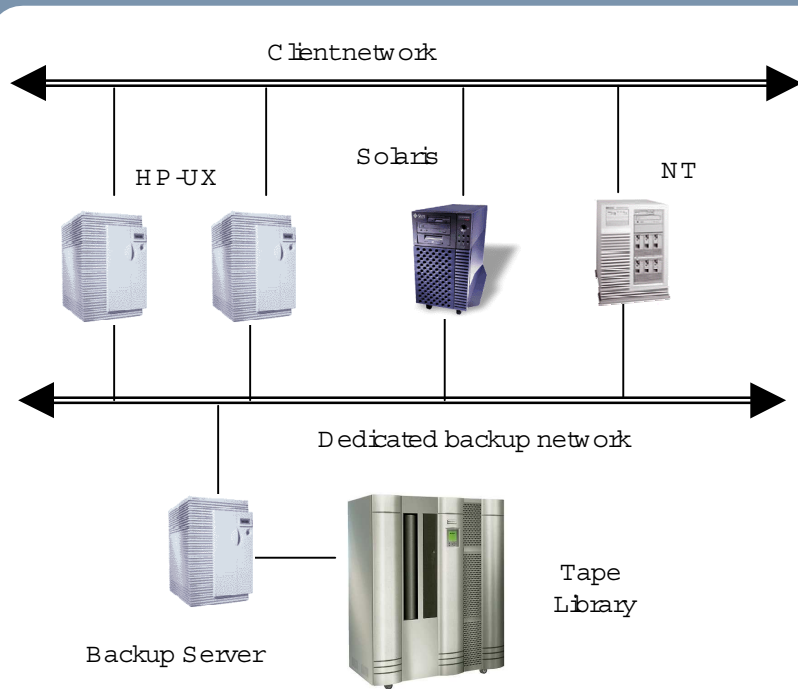 Client network
Solaris
HP-UX
NT
Dedicated backup network
Tape
Library
Backup Server